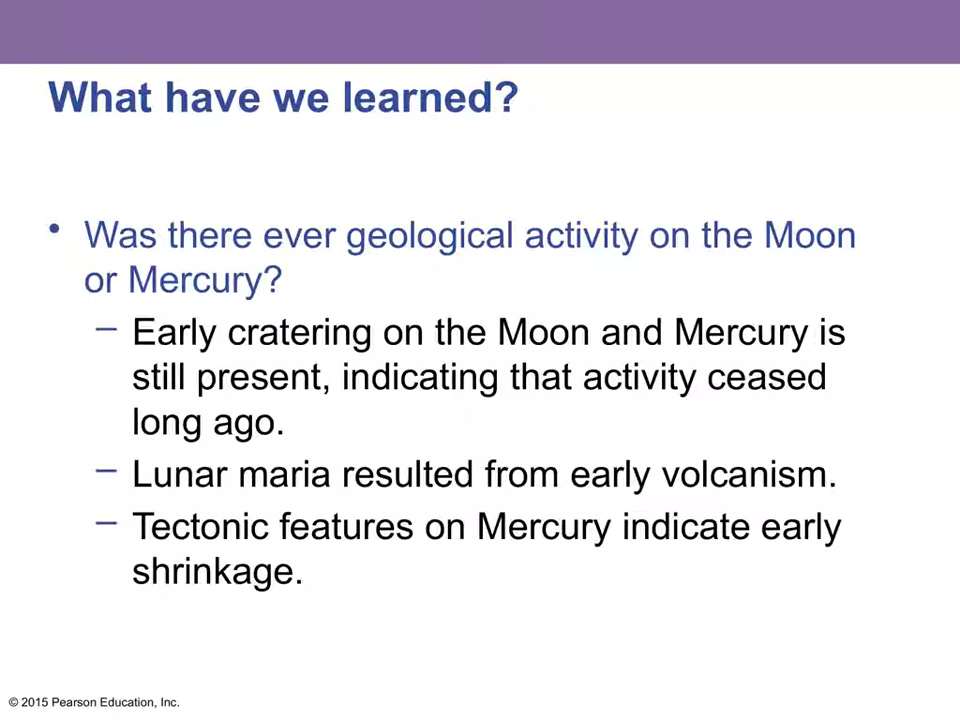 What have we learned?
• Was there ever geological activity on the Moon
or Mercury?
– Early cratering on the Moon and Mercury is
still present, indicating that activity ceased
long ago.
– Lunar maria resulted from early volcanism.
– Tectonic features on Mercury indicate early
shrinkage.
© 2015 Pearson Education, Inc.